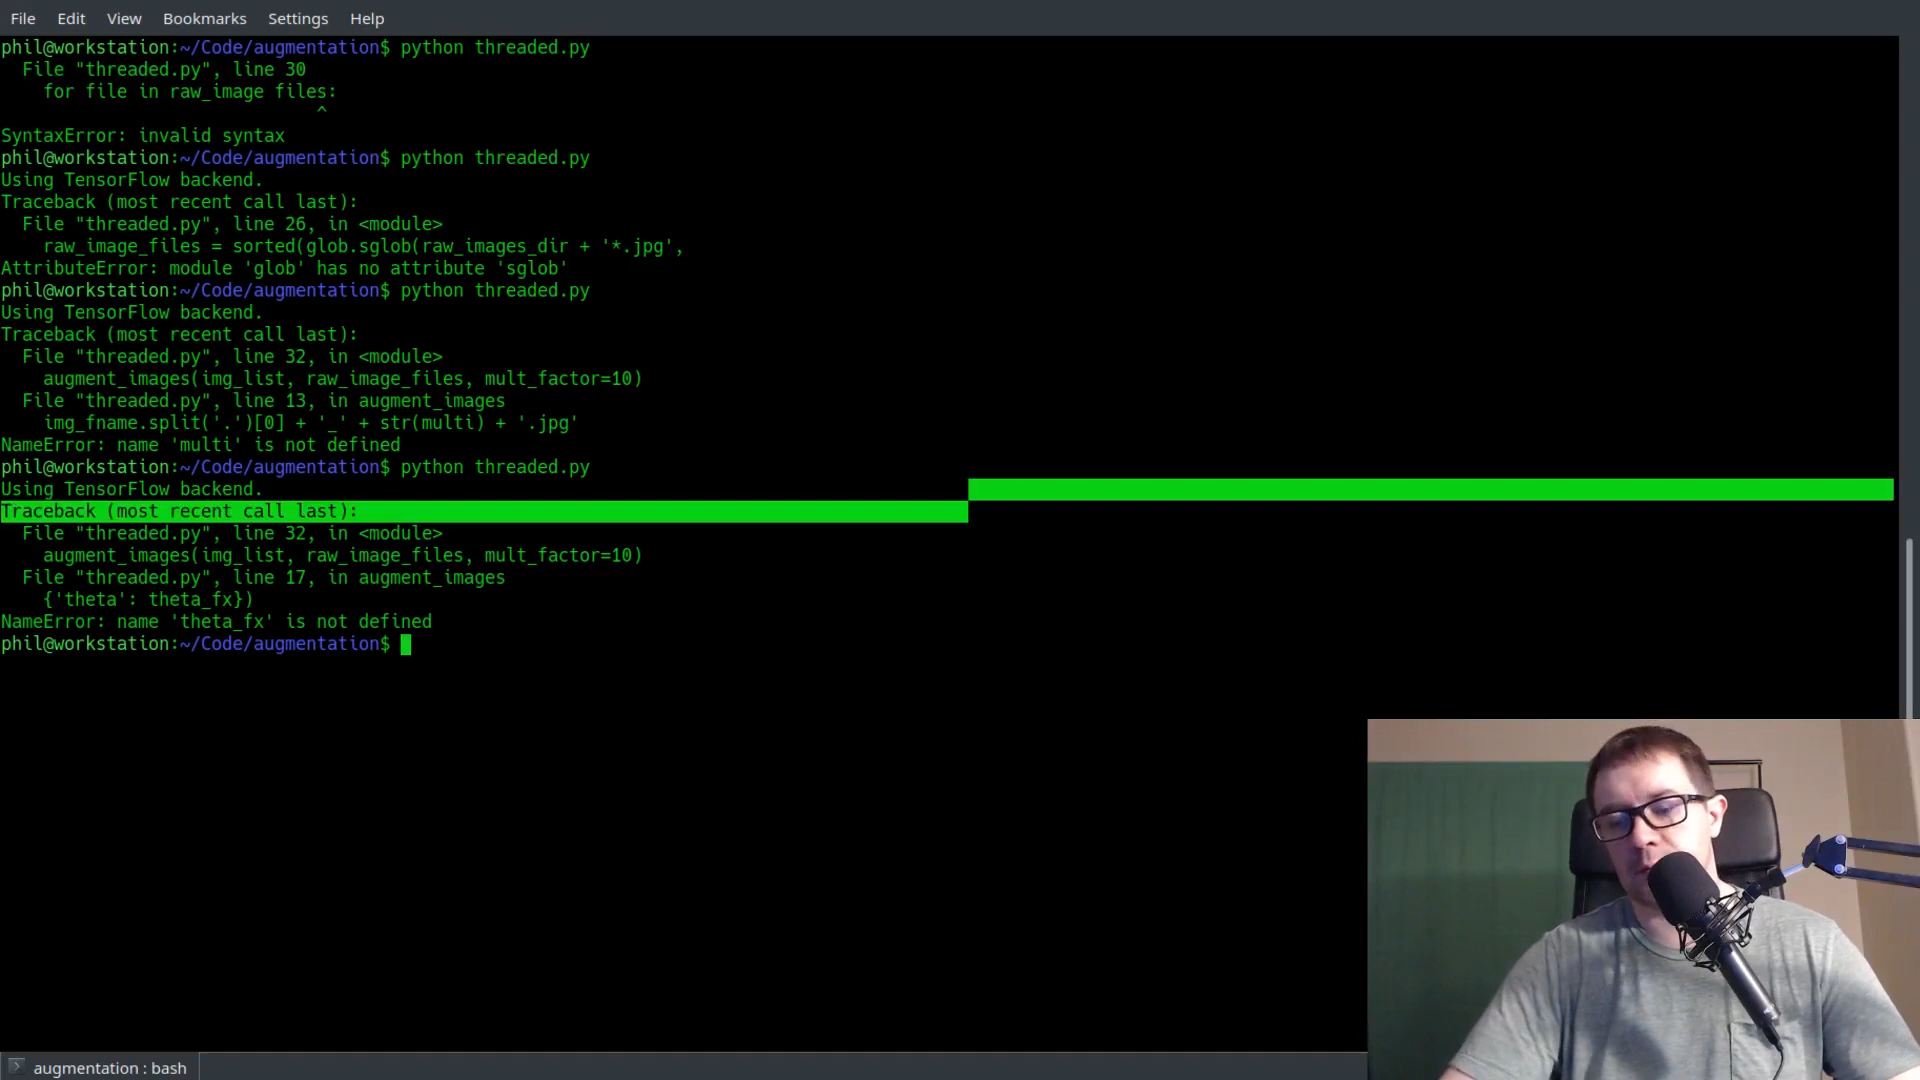 File Edit View Bookmarks Settings Help
phil@workstation:~/Code/augmentation$ python threaded.py
  File "threaded.py", line 30
    for file in raw_image files:
                              ^
SyntaxError: invalid syntax
phil@workstation:~/Code/augmentation$ python threaded.py
Using TensorFlow backend.
Traceback (most recent call last):
  File "threaded.py", line 26, in <module>
    raw_image_files = sorted(glob.sglob(raw_images_dir + '*.jpg',
AttributeError: module 'glob' has no attribute 'sglob'
phil@workstation:~/Code/augmentation$ python threaded.py
Using TensorFlow backend.
Traceback (most recent call last):
  File "threaded.py", line 32, in <module>
    augment_images(img_list, raw_image_files, mult_factor=10)
  File "threaded.py", line 13, in augment_images
    img_fname.split('.')[0] + '_' + str(multi) + '.jpg'
NameError: name 'multi' is not defined
phil@workstation:~/Code/augmentation$ python threaded.py
Using TensorFlow backend.
Traceback (most recent call last):
  File "threaded.py", line 32, in <module>
    augment_images(img_list, raw_image_files, mult_factor=10)
  File "threaded.py", line 17, in augment_images
    {'theta': theta_fx})
NameError: name 'theta_fx' is not defined
phil@workstation:~/Code/augmentation$
augmentation : bash